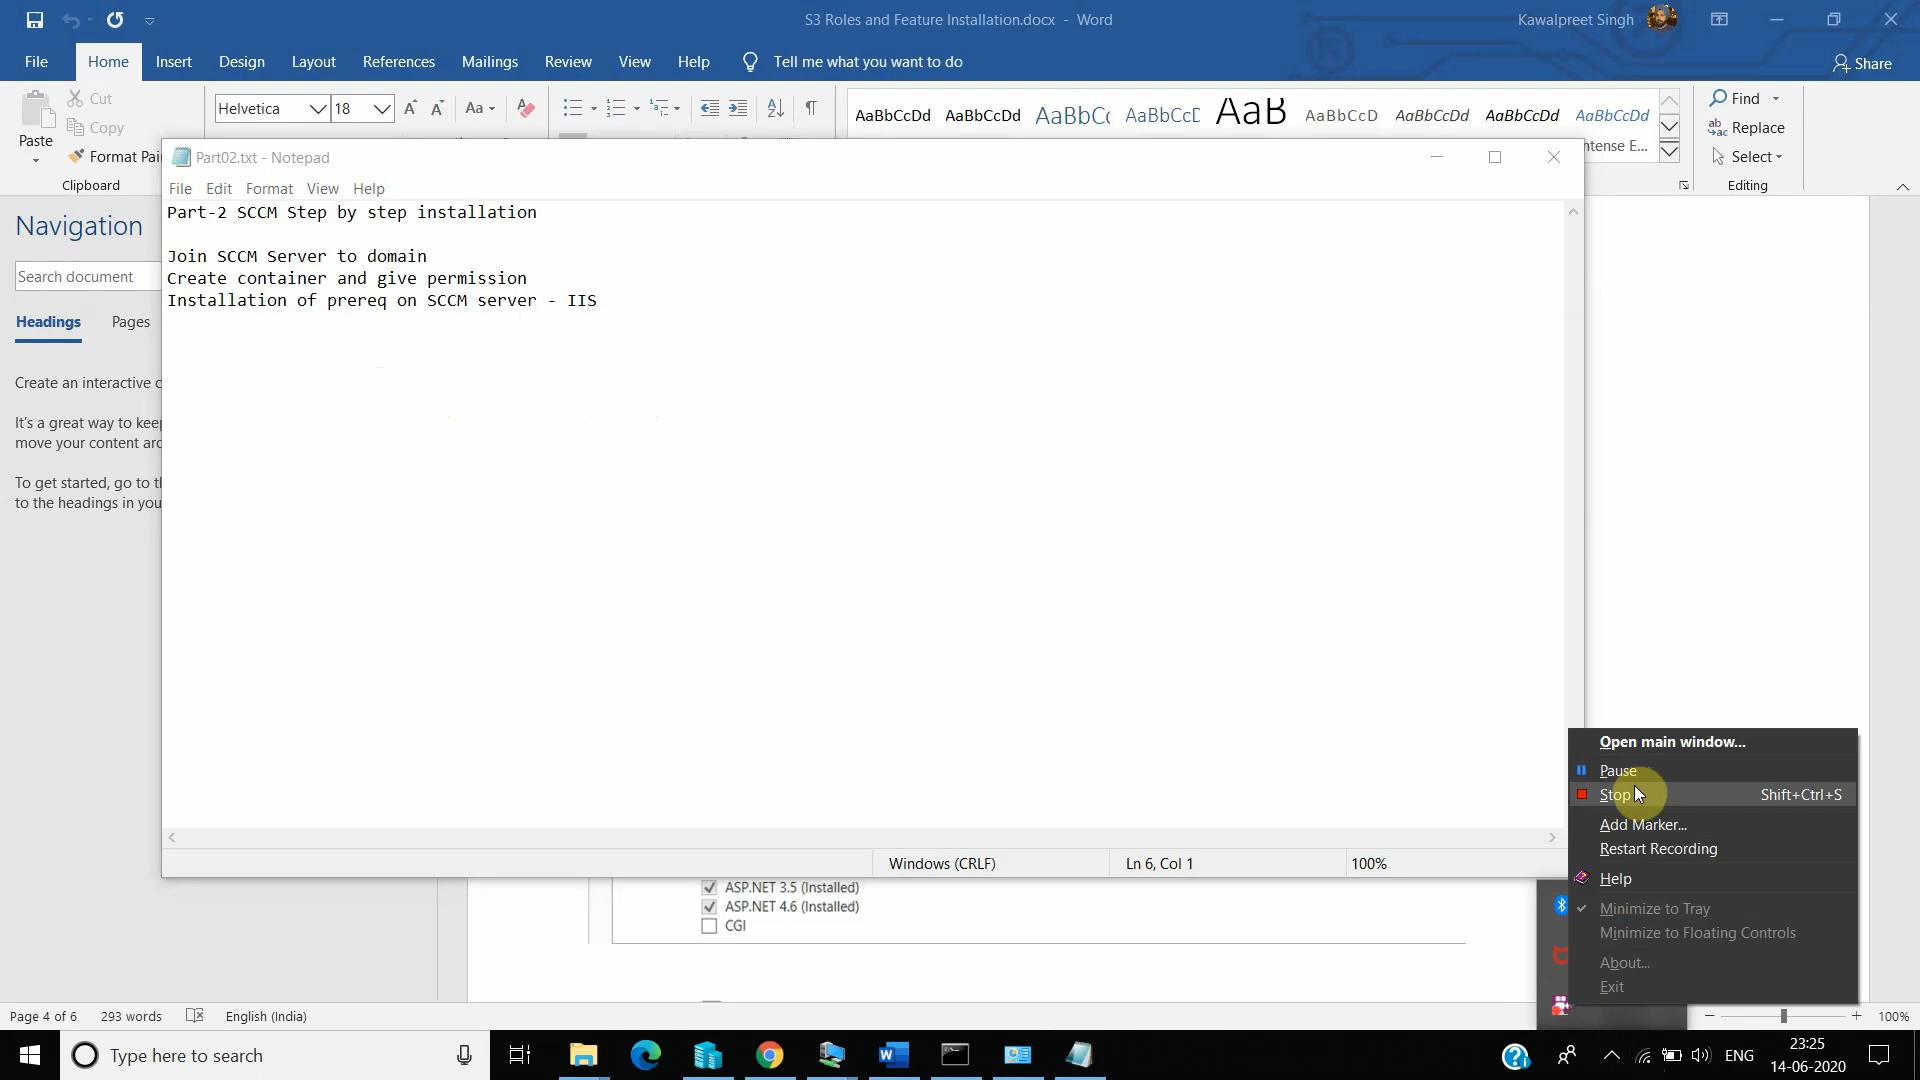 S3 Roles and Feature Installation.docx - Word
Kawalpreet Singh
File Home Insert Design Layout References Mailings Review View Help Tell me what you want to do
Share
Paste
Cut
Copy
Format Pai
Clipboard
Helvetica 18
Aa
AaBbCcDd AaBbCcDd AaBbC AaBbCcE AaB AaBbCcD AaBbCcDd AaBbCcDd AaBbCcDd
ntense E...
Find
Replace
Select
Editing
Navigation
Search document
Headings Pages
Create an interactive
It's a great way to kee
move your content
To get started, go to
to the headings in you
Part02.txt - Notepad
File Edit Format View Help
Part-2 SCCM Step by step installation
Join SCCM Server to domain
Create container and give permission
Installation of prereq on SCCM server - IIS
Windows (CRLF) Ln 6, Col 1 100%
ASP.NET 3.5 (Installed)
ASP.NET 4.6 (Installed)
CGI
Open main window...
Pause
Stop Shift+Ctrl+S
Add Marker...
Restart Recording
Help
Minimize to Tray
Minimize to Floating Controls
About...
Exit
Page 4 of 6 293 words English (India) 100%
Type here to search
ENG
23:25
14-06-2020